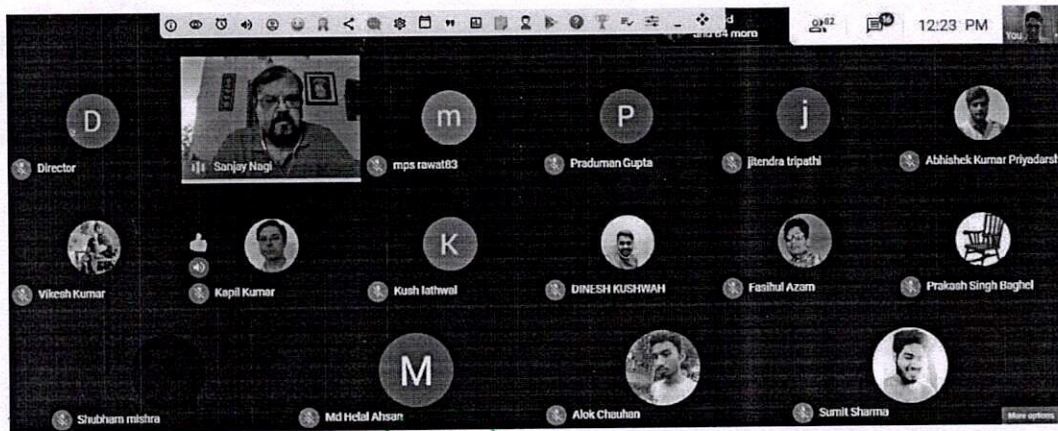 and 64 more
82
16
12:23 PM
You
D
m
P
j
Director
Sanjay Nagi
mps rawat83
Praduman Gupta
jitendra tripathi
Abhishek Kumar Priyadarsh
K
Vikesh Kumar
Kapil Kumar
Kush lathwal
DINESH KUSHWAH
Fasihul Azam
Prakash Singh Baghel
M
Shubham mishra
Md Helal Ahsan
Alok Chauhan
Sumit Sharma
More options